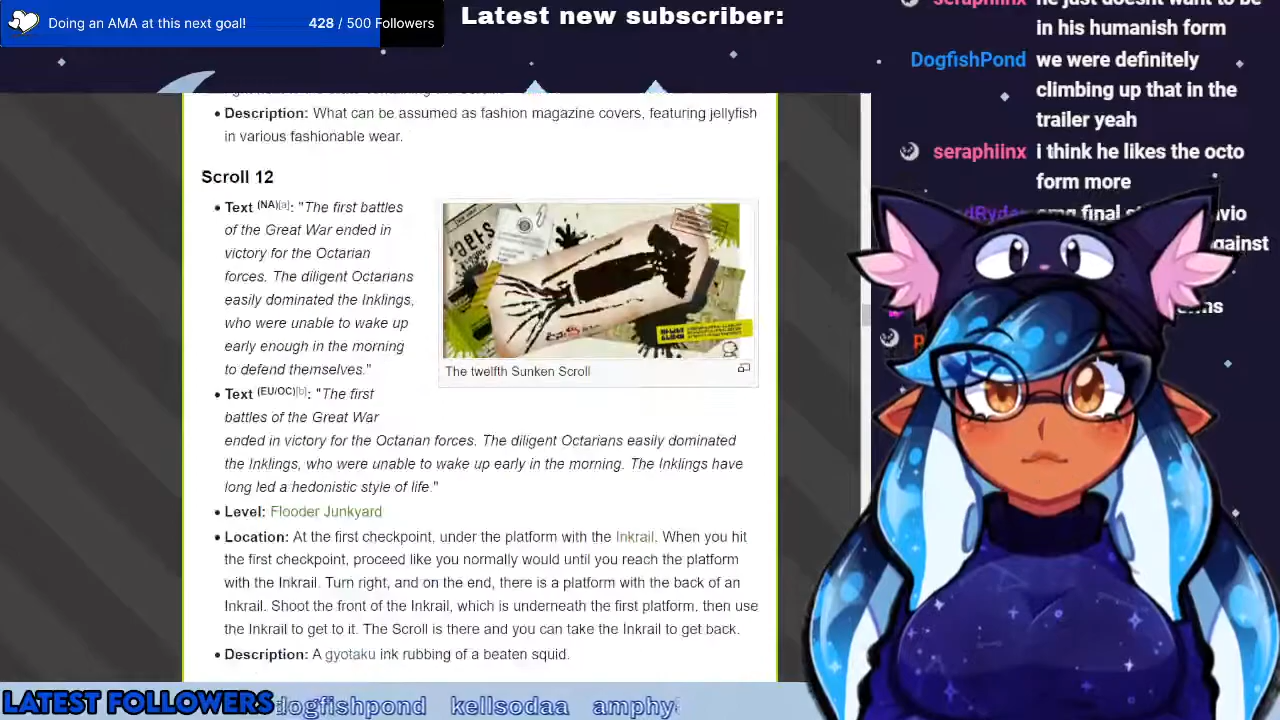 Doing an AMA at this next goal! 428 / 500 Followers
Latest new subscriber:
• Description: What can be assumed as fashion magazine covers, featuring jellyfish
in various fashionable wear.
Scroll 12
• Text (NA)[a]: "The first battles
of the Great War ended in
victory for the Octarian
forces. The diligent Octarians
easily dominated the Inklings,
who were unable to wake up
early enough in the morning
to defend themselves."
The twelfth Sunken Scroll
• Text (EU/OC)[b]: "The first
battles of the Great War
ended in victory for the Octarian forces. The diligent Octarians easily dominated
the Inklings, who were unable to wake up early in the morning. The Inklings have
long led a hedonistic style of life."
• Level: Flooder Junkyard
• Location: At the first checkpoint, under the platform with the Inkrail. When you hit
the first checkpoint, proceed like you normally would until you reach the platform
with the Inkrail. Turn right, and on the end, there is a platform with the back of an
Inkrail. Shoot the front of the Inkrail, which is underneath the first platform, then use
the Inkrail to get to it. The Scroll is there and you can take the Inkrail to get back.
• Description: A gyotaku ink rubbing of a beaten squid.
seraphiinx he just doesnt want to be
in his humanish form
DogfishPond we were definitely
climbing up that in the
trailer yeah
seraphiinx i think he likes the octo
form more
LATEST FOLLOWERS dogfishpond kellsodaa amphy